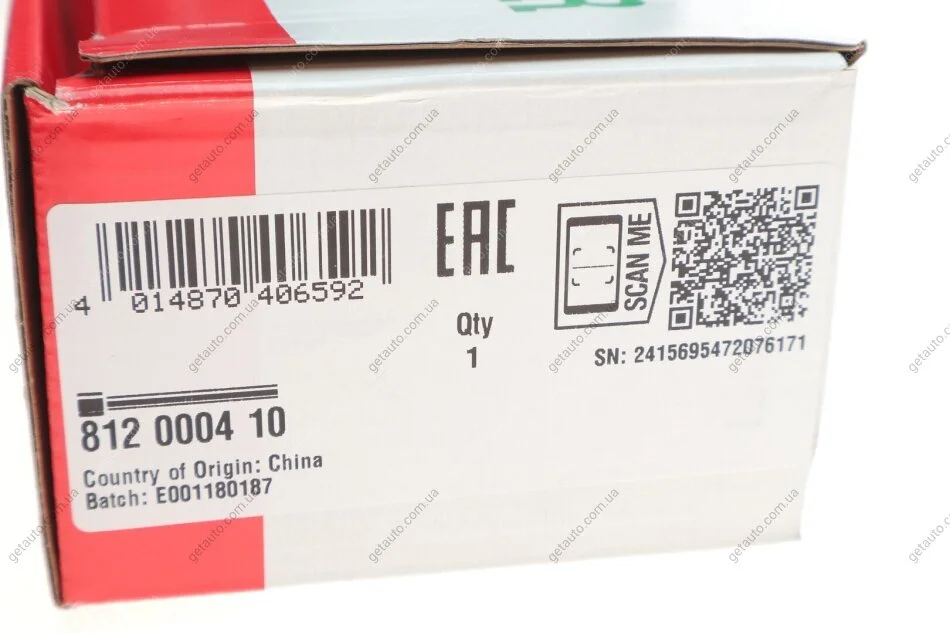 4 014870 406592
EAC
Qty
1
SCAN ME
SN: 2415695472076171
812 0004 10
Country of Origin: China
Batch: E001180187
getauto.com.ua